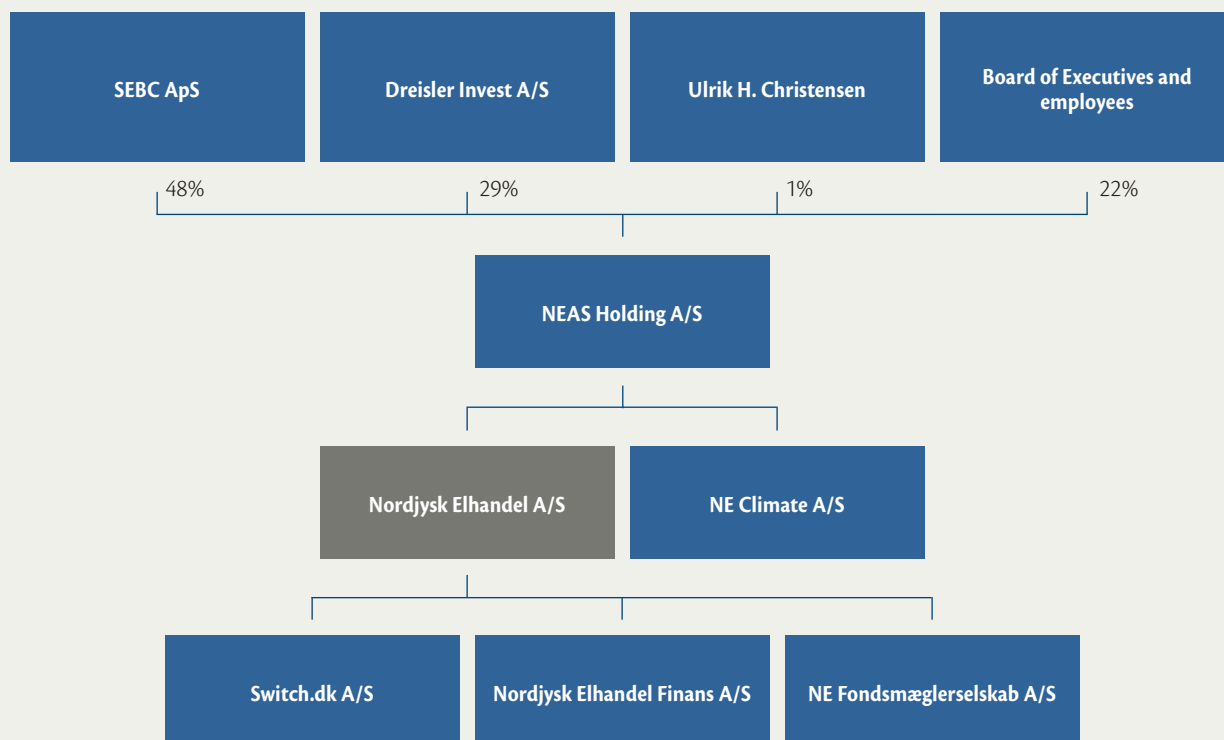 SEBC ApS
Dreisler Invest A/S
Ulrik H. Christensen
Board of Executives and
employees
48%
29%
1%
22%
NEAS Holding A/S
Nordjysk Elhandel A/S
NE Climate A/S
Switch.dk A/S
Nordjysk Elhandel Finans A/S
NE Fondsmæglerselskab A/S